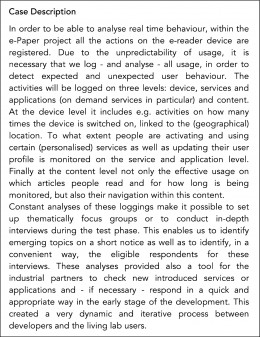 Case Description
In order to be able to analyse real time behaviour, within the
e-Paper project all the actions on the e-reader device are
registered. Due to the unpredictability of usage, it is
necessary that we log - and analyse - all usage, in order to
detect expected and unexpected user behaviour. The
activities will be logged on three levels: device, services and
applications (on demand services in particular) and content.
At the device level it includes e.g. activities on how many
times the device is switched on, linked to the (geographical)
location. To what extent people are activating and using
certain (personalised) services as well as updating their user
profile is monitored on the service and application level.
Finally at the content level not only the effective usage on
which articles people read and for how long is being
monitored, but also their navigation within this content.
Constant analyses of these loggings make it possible to set
up thematically focus groups or to conduct in-depth
interviews during the test phase. This enables us to identify
emerging topics on a short notice as well as to identify, in a
convenient way, the eligible respondents for these
interviews. These analyses provided also a tool for the
industrial partners to check new introduced services or
applications and - if necessary - respond in a quick and
appropriate way in the early stage of the development. This
created a very dynamic and iterative process between
developers and the living lab users.